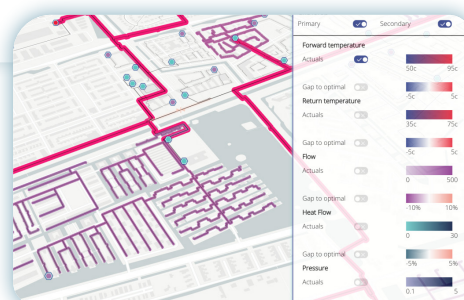 Primary Secondary
Forward temperature
Actuals
50c 95c
Gap to optimal
-5c 5c
Return temperature
Actuals
35c 75c
Gap to optimal
-5c 5c
Flow
Actuals
0 500
Gap to optimal
-10% 10%
Heat Flow
Actuals
0 30
Gap to optimal
-5% 5%
Pressure
Actuals
0.1 5